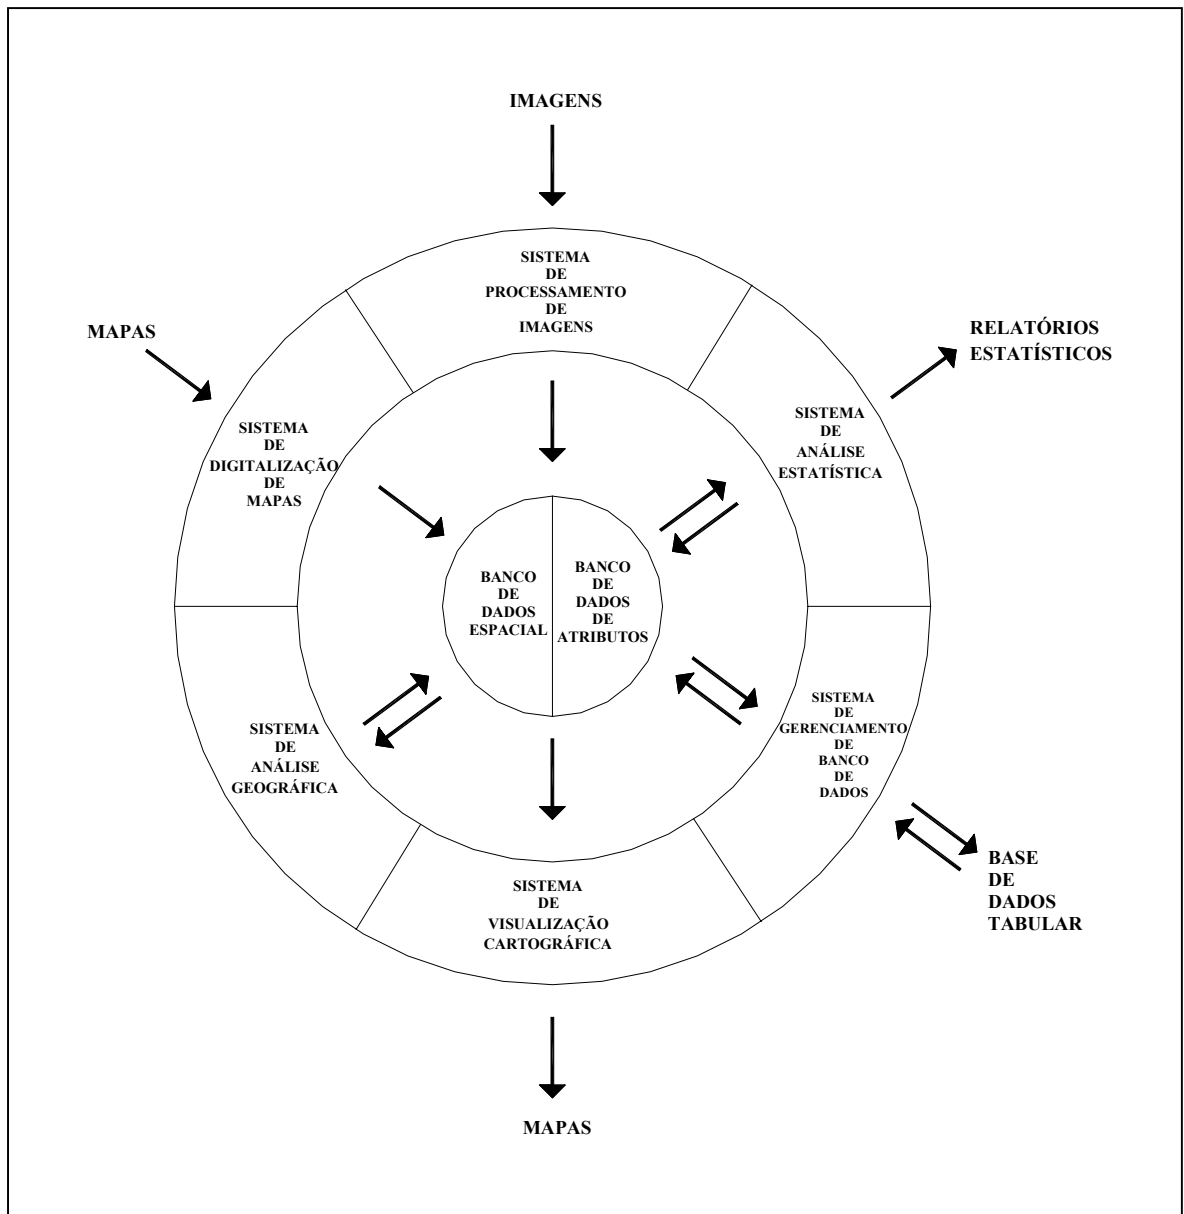 IMAGENS
SISTEMA
DE
PROCESSAMENTO
DE
IMAGENS
MAPAS
RELATÓRIOS
ESTATÍSTICOS
SISTEMA
DE
DIGITALIZAÇÃO
DE
MAPAS
SISTEMA
DE
ANÁLISE
ESTATÍSTICA
BANCO
DE
DADOS
ESPACIAL
BANCO
DE
DADOS
DE
ATRIBUTOS
SISTEMA
DE
ANÁLISE
GEOGRÁFICA
SISTEMA
DE
GERENCIAMENTO
DE
BANCO
DE
DADOS
BASE
DE
DADOS
TABULAR
SISTEMA
DE
VISUALIZAÇÃO
CARTOGRÁFICA
MAPAS